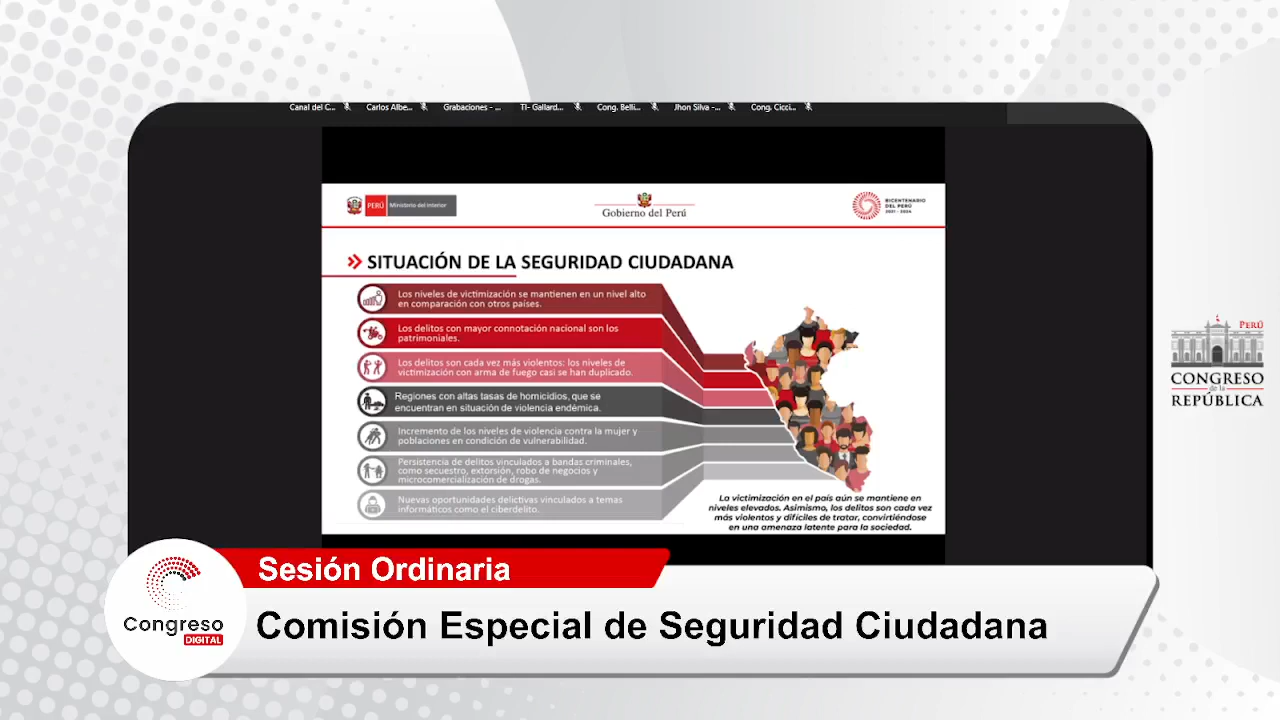 Canal del C...
Carlos Albe...
Grabaciones - ...
TI- Gallard...
Cong. Belli...
Jhon Silva -...
Cong. Cicci...
PERÚ
Ministerio del Interior
Gobierno del Perú
BICENTENARIO
DEL PERÚ
2021 - 2024
SITUACIÓN DE LA SEGURIDAD CIUDADANA
Los niveles de victimización se mantienen en un nivel alto
en comparación con otros países.
Los delitos con mayor connotación nacional son los
patrimoniales.
Los delitos son cada vez más violentos: los niveles de
victimización con arma de fuego casi se han duplicado.
Regiones con altas tasas de homicidios, que se
encuentran en situación de violencia endémica.
Incremento de los niveles de violencia contra la mujer y
poblaciones en condición de vulnerabilidad.
Persistencia de delitos vinculados a bandas criminales,
como secuestro, extorsión, robo de negocios y
microcomercialización de drogas.
Nuevas oportunidades delictivas vinculados a temas
informáticos como el ciberdelito.
La victimización en el país aún se mantiene en
niveles elevados. Asimismo, los delitos son cada vez
más violentos y difíciles de tratar, convirtiéndose
en una amenaza latente para la sociedad.
PERÚ
CONGRESO
de la
REPÚBLICA
Sesión Ordinaria
Congreso
DIGITAL
Comisión Especial de Seguridad Ciudadana